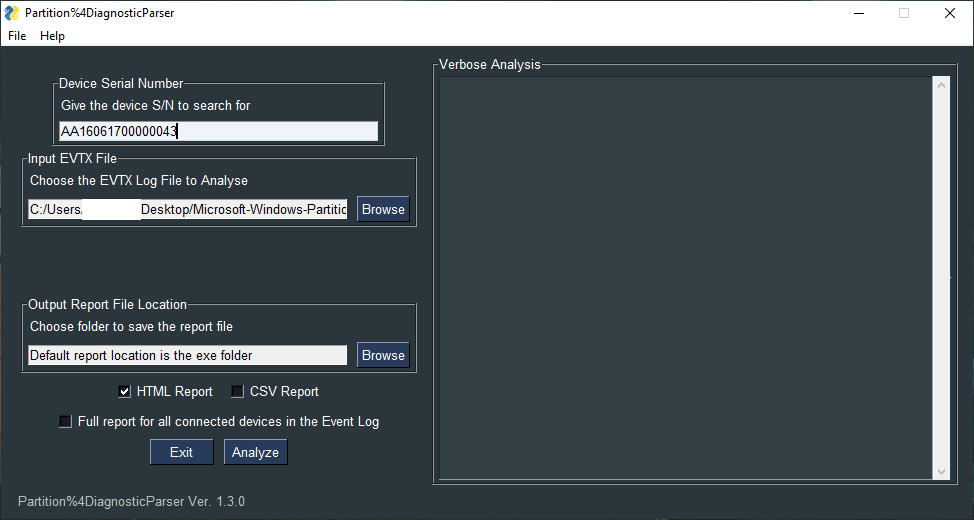 Partition%4DiagnosticParser
File Help
Device Serial Number
Give the device S/N to search for
AA16061700000043
Input EVTX File
Choose the EVTX Log File to Analyse
C:/Users/ Desktop/Microsoft-Windows-Partitic
Browse
Output Report File Location
Choose folder to save the report file
Default report location is the exe folder
Browse
HTML Report
CSV Report
Full report for all connected devices in the Event Log
Exit
Analyze
Partition%4DiagnosticParser Ver. 1.3.0
Verbose Analysis